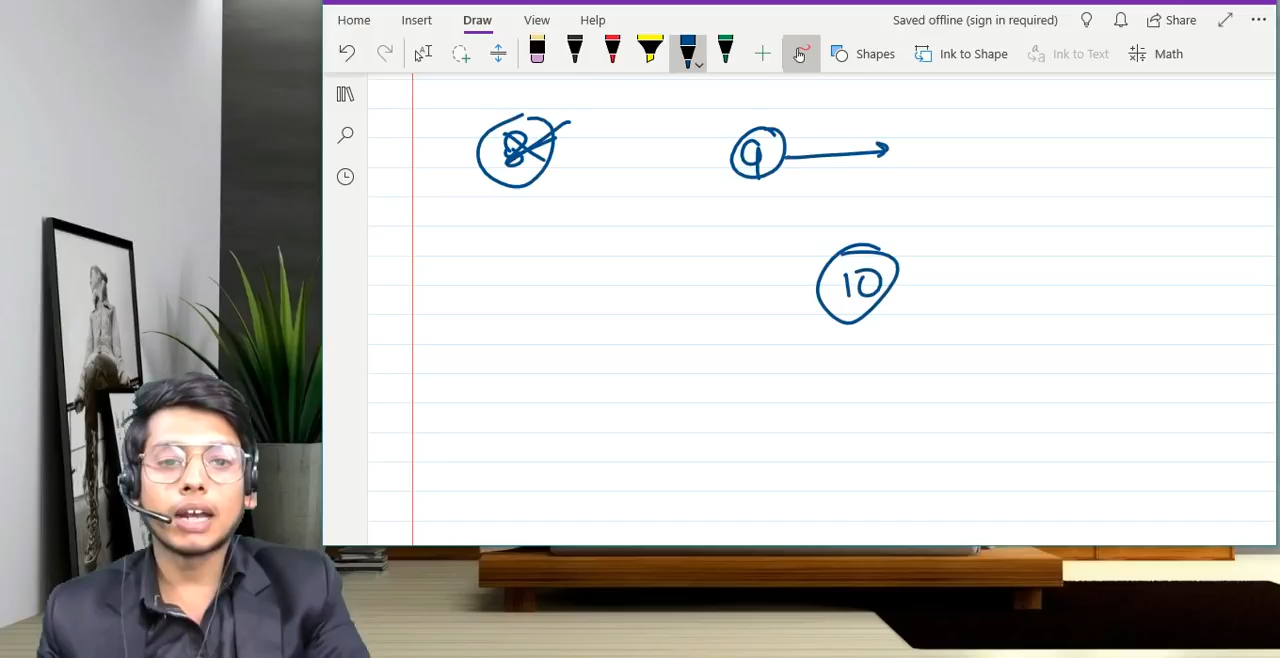 Home Insert Draw View Help Saved offline (sign in required) Share
Shapes Ink to Shape Ink to Text Math
8 9
10